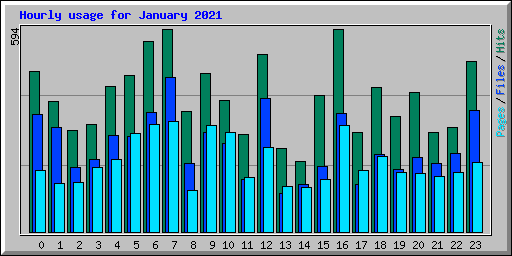 Hourly usage for January 2021
594
Pages/Files/Hits
0 1 2 3 4 5 6 7 8 9 10 11 12 13 14 15 16 17 18 19 20 21 22 23